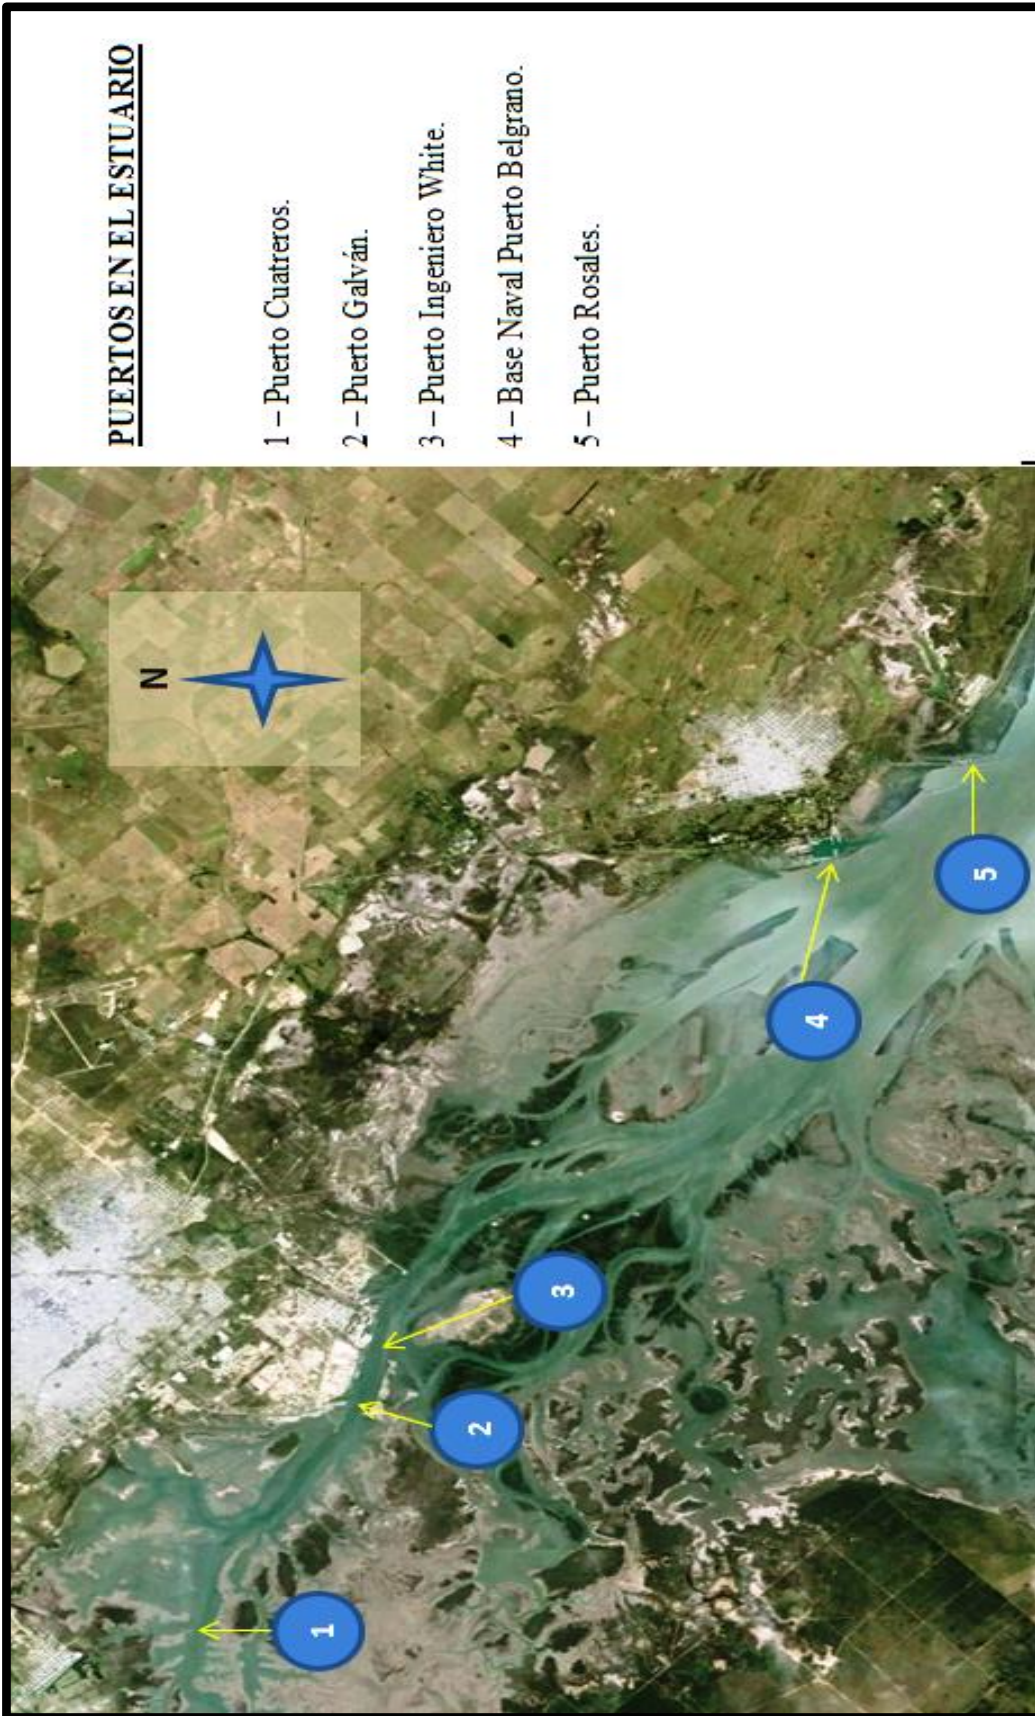 PUERTOS EN EL ESTUARIO
1 – Puerto Cuatreros.
2 – Puerto Galván.
3 – Puerto Ingeniero White.
4 – Base Naval Puerto Belgrano.
5 – Puerto Rosales.
N
1
2
3
4
5